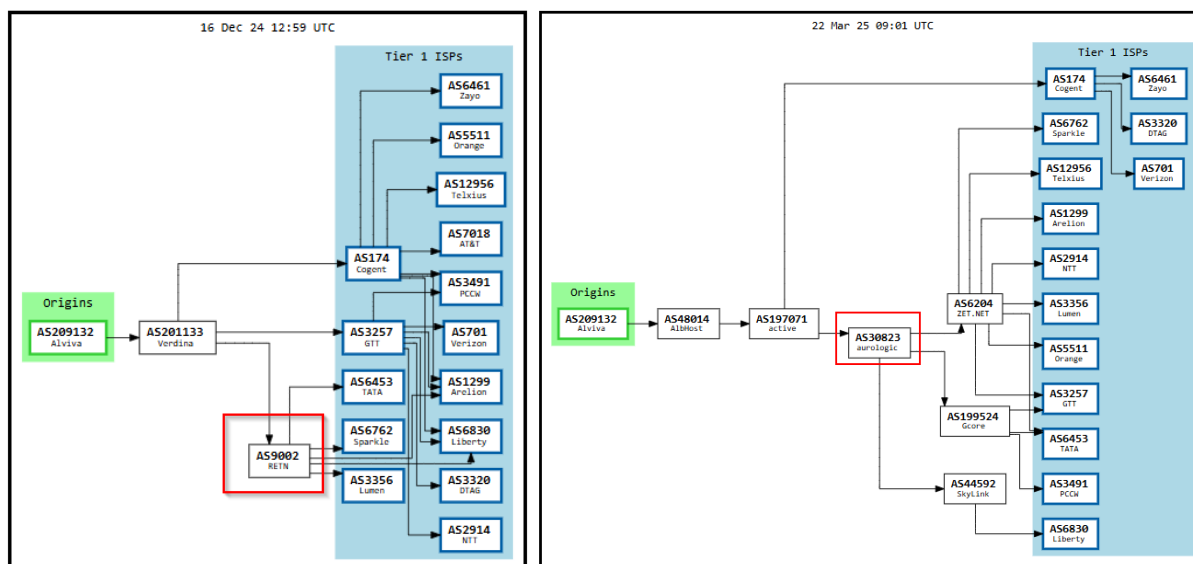 16 Dec 24 12:59 UTC
Tier 1 ISPs
AS6461
Zayo
AS5511
Orange
AS12956
Telxius
AS7018
AT&T
AS174
Cogent
AS3491
PCCW
Origins
AS209132
Alviva
AS201133
Verdina
AS3257
GTT
AS701
Verizon
AS6453
TATA
AS1299
Arelion
AS9002
RETN
AS6762
Sparkle
AS6830
Liberty
AS3356
Lumen
AS3320
DTAG
AS2914
NTT
22 Mar 25 09:01 UTC
Tier 1 ISPs
AS174
Cogent
AS6461
Zayo
AS6762
Sparkle
AS3320
DTAG
AS12956
Telxius
AS701
Verizon
AS1299
Arelion
AS2914
NTT
Origins
AS209132
Alviva
AS48014
AlbHost
AS197071
active
AS30823
aurologic
AS6204
ZET.NET
AS3356
Lumen
AS5511
Orange
AS3257
GTT
AS199524
Gcore
AS6453
TATA
AS44592
SkyLink
AS3491
PCCW
AS6830
Liberty